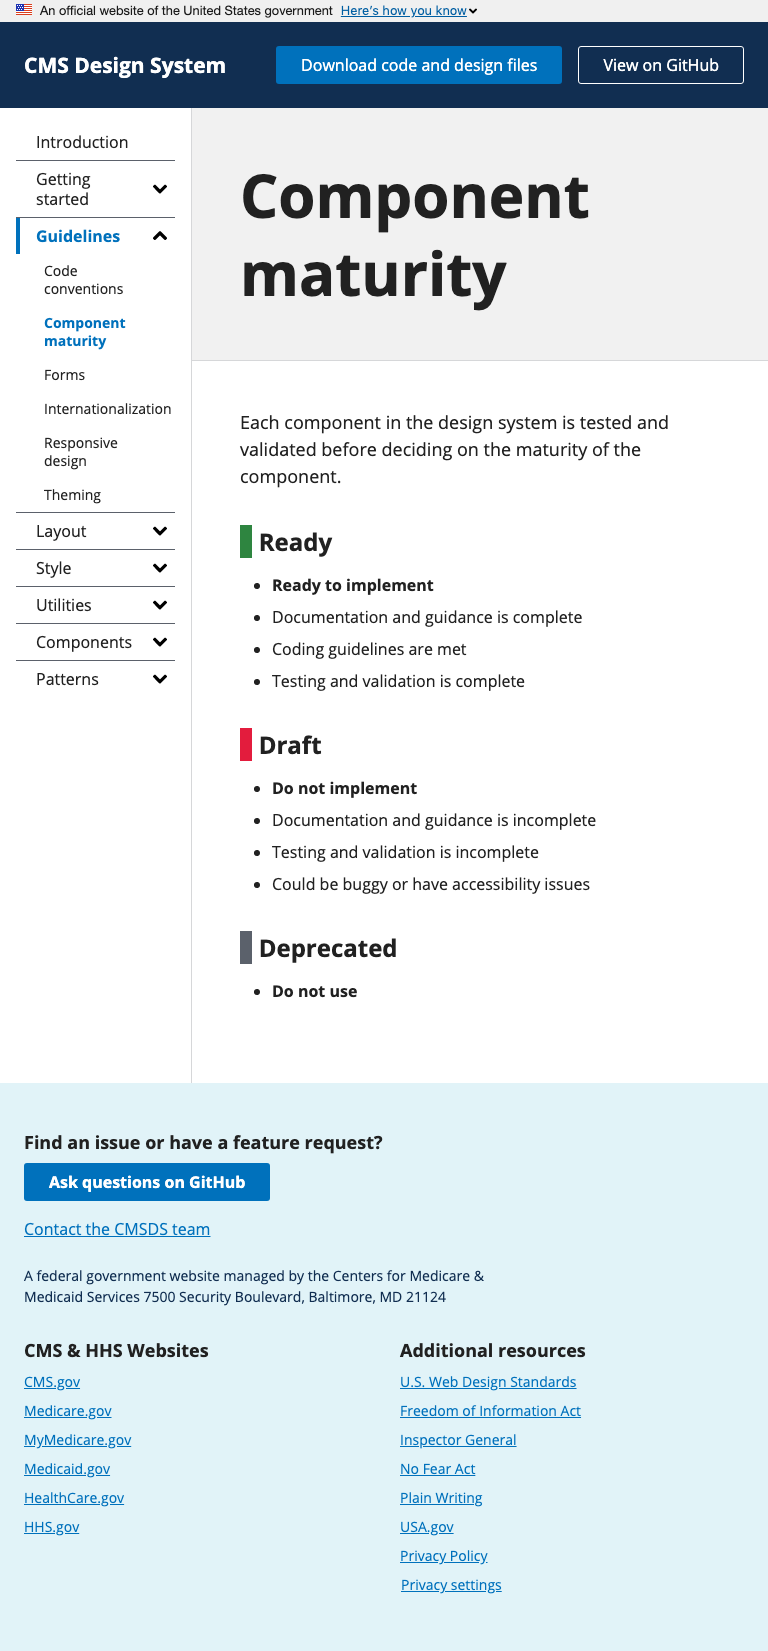 An official website of the United States government Here's how you know
CMS Design System
Download code and design files
View on GitHub
Introduction
Getting
started
Guidelines
Code
conventions
Component
maturity
Forms
Internationalization
Responsive
design
Theming
Layout
Style
Utilities
Components
Patterns
Component
maturity
Each component in the design system is tested and
validated before deciding on the maturity of the
component.
Ready
Ready to implement
Documentation and guidance is complete
Coding guidelines are met
Testing and validation is complete
Draft
Do not implement
Documentation and guidance is incomplete
Testing and validation is incomplete
Could be buggy or have accessibility issues
Deprecated
Do not use
Find an issue or have a feature request?
Ask questions on GitHub
Contact the CMSDS team
A federal government website managed by the Centers for Medicare &
Medicaid Services 7500 Security Boulevard, Baltimore, MD 21124
CMS & HHS Websites
CMS.gov
Medicare.gov
MyMedicare.gov
Medicaid.gov
HealthCare.gov
HHS.gov
Additional resources
U.S. Web Design Standards
Freedom of Information Act
Inspector General
No Fear Act
Plain Writing
USA.gov
Privacy Policy
Privacy settings